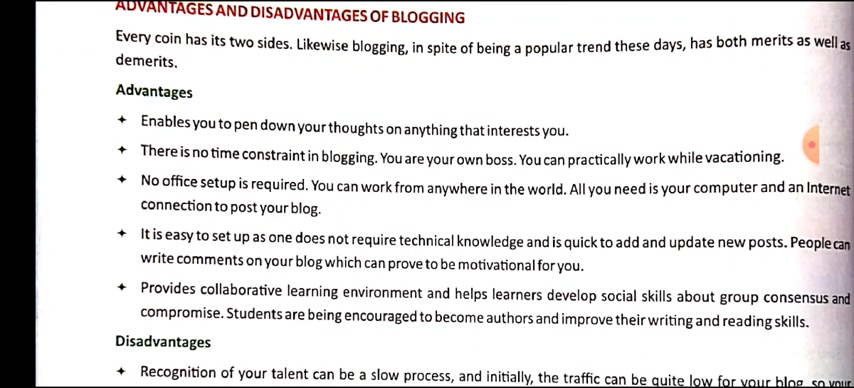 ADVANTAGES AND DISADVANTAGES OF BLOGGING
Every coin has its two sides. Likewise blogging, in spite of being a popular trend these days, has both merits as well as
demerits.
Advantages
✦ Enables you to pen down your thoughts on anything that interests you.
✦ There is no time constraint in blogging. You are your own boss. You can practically work while vacationing.
✦ No office setup is required. You can work from anywhere in the world. All you need is your computer and an Internet
connection to post your blog.
✦ It is easy to set up as one does not require technical knowledge and is quick to add and update new posts. People can
write comments on your blog which can prove to be motivational for you.
✦ Provides collaborative learning environment and helps learners develop social skills about group consensus and
compromise. Students are being encouraged to become authors and improve their writing and reading skills.
Disadvantages
✦ Recognition of your talent can be a slow process, and initially, the traffic can be quite low for your blog, so your